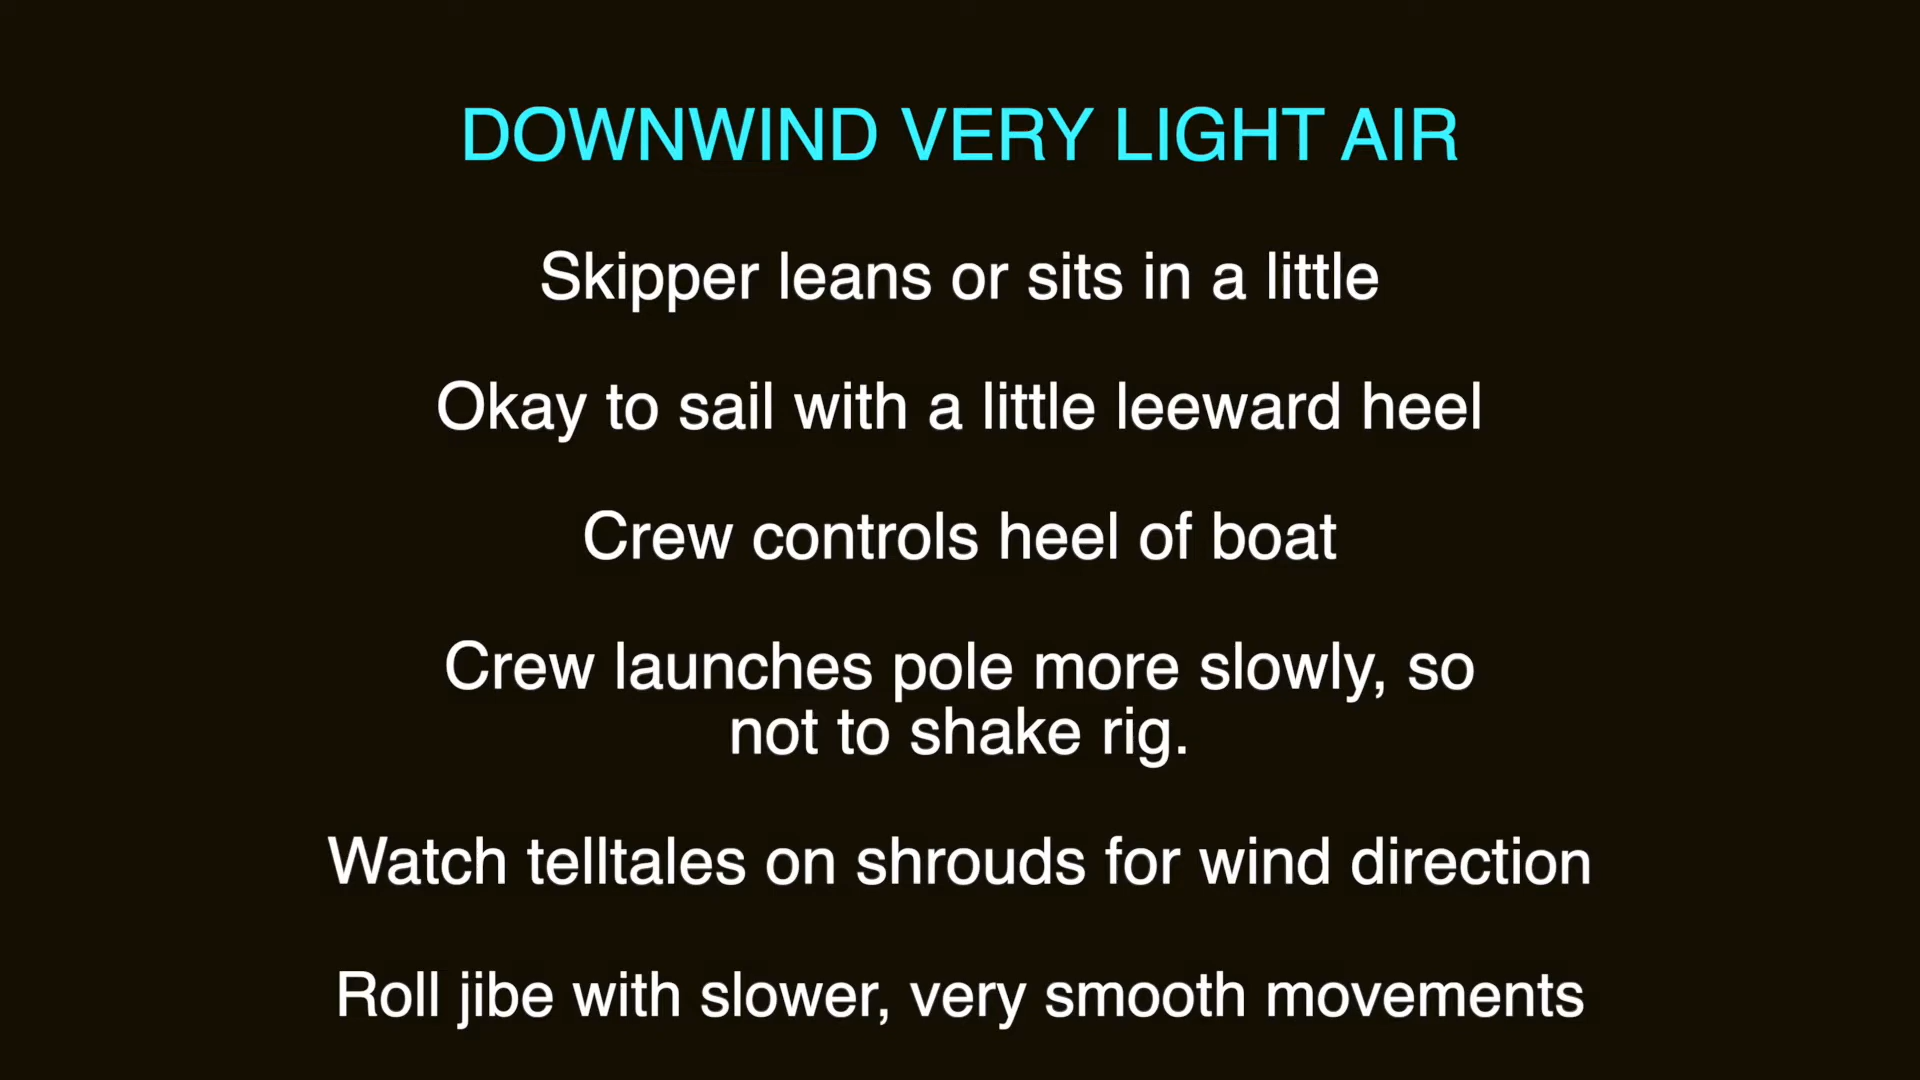 DOWNWIND VERY LIGHT AIR
Skipper leans or sits in a little
Okay to sail with a little leeward heel
Crew controls heel of boat
Crew launches pole more slowly, so
not to shake rig.
Watch telltales on shrouds for wind direction
Roll jibe with slower, very smooth movements